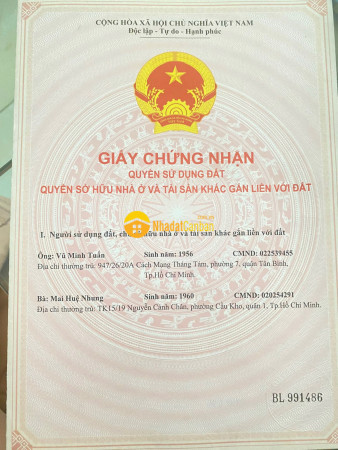 CỘNG HÒA XÃ HỘI CHỦ NGHĨA VIỆT NAM
Độc lập - Tự do - Hạnh phúc
GIẤY CHỨNG NHẬN
QUYỀN SỬ DỤNG ĐẤT
QUYỀN SỞ HỮU NHÀ Ở VÀ TÀI SẢN KHÁC GẮN LIỀN VỚI ĐẤT
I. Người sử dụng đất, chủ hữu nhà ở và tài sản khác gắn liền với đất
Ông: Vũ Minh Tuấn Sinh năm: 1956 CMND: 022539455
Địa chỉ thường trú: 947/26/20A Cách Mạng Tháng Tám, phường 7, quận Tân Bình,
Tp.Hồ Chí Minh.
Bà: Mai Huệ Nhung Sinh năm: 1960 CMND: 020254291
Địa chỉ thường trú: TK15/19 Nguyễn Cảnh Chân, phường Cầu Kho, quận 1, Tp.Hồ Chí Minh.
BL 991486